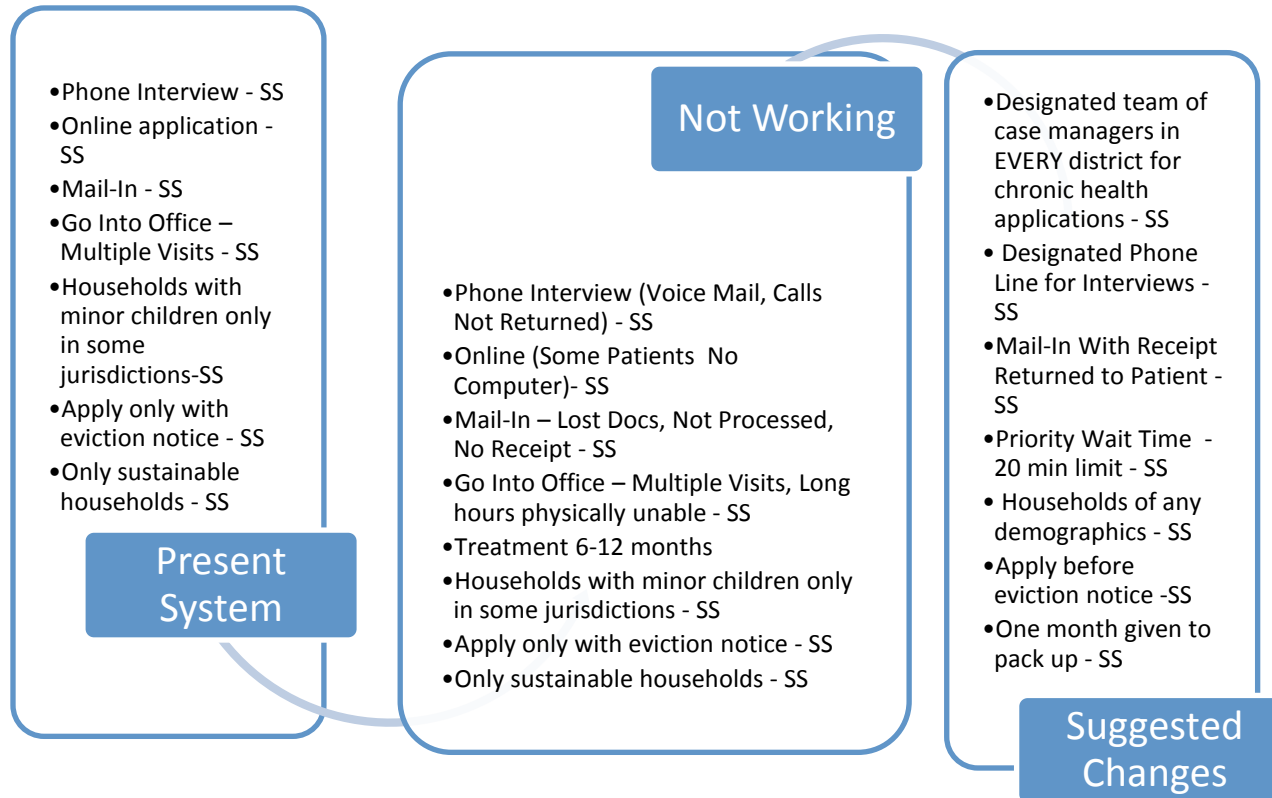 •Phone Interview - SS
•Online application -
SS
•Mail-In - SS
•Go Into Office –
Multiple Visits - SS
•Households with
minor children only
in some
jurisdictions-SS
•Apply only with
eviction notice - SS
•Only sustainable
households - SS
Present
System
Not Working
•Phone Interview (Voice Mail, Calls
Not Returned) - SS
•Online (Some Patients  No
Computer)- SS
•Mail-In – Lost Docs, Not Processed,
No Receipt - SS
•Go Into Office – Multiple Visits, Long
hours physically unable - SS
•Treatment 6-12 months
•Households with minor children only
in some jurisdictions - SS
•Apply only with eviction notice - SS
•Only sustainable households - SS
•Designated team of
case managers in
EVERY district for
chronic health
applications - SS
• Designated Phone
Line for Interviews -
SS
•Mail-In With Receipt
Returned to Patient -
SS
•Priority Wait Time  -
20 min limit - SS
• Households of any
demographics - SS
•Apply before
eviction notice -SS
•One month given to
pack up - SS
Suggested
Changes